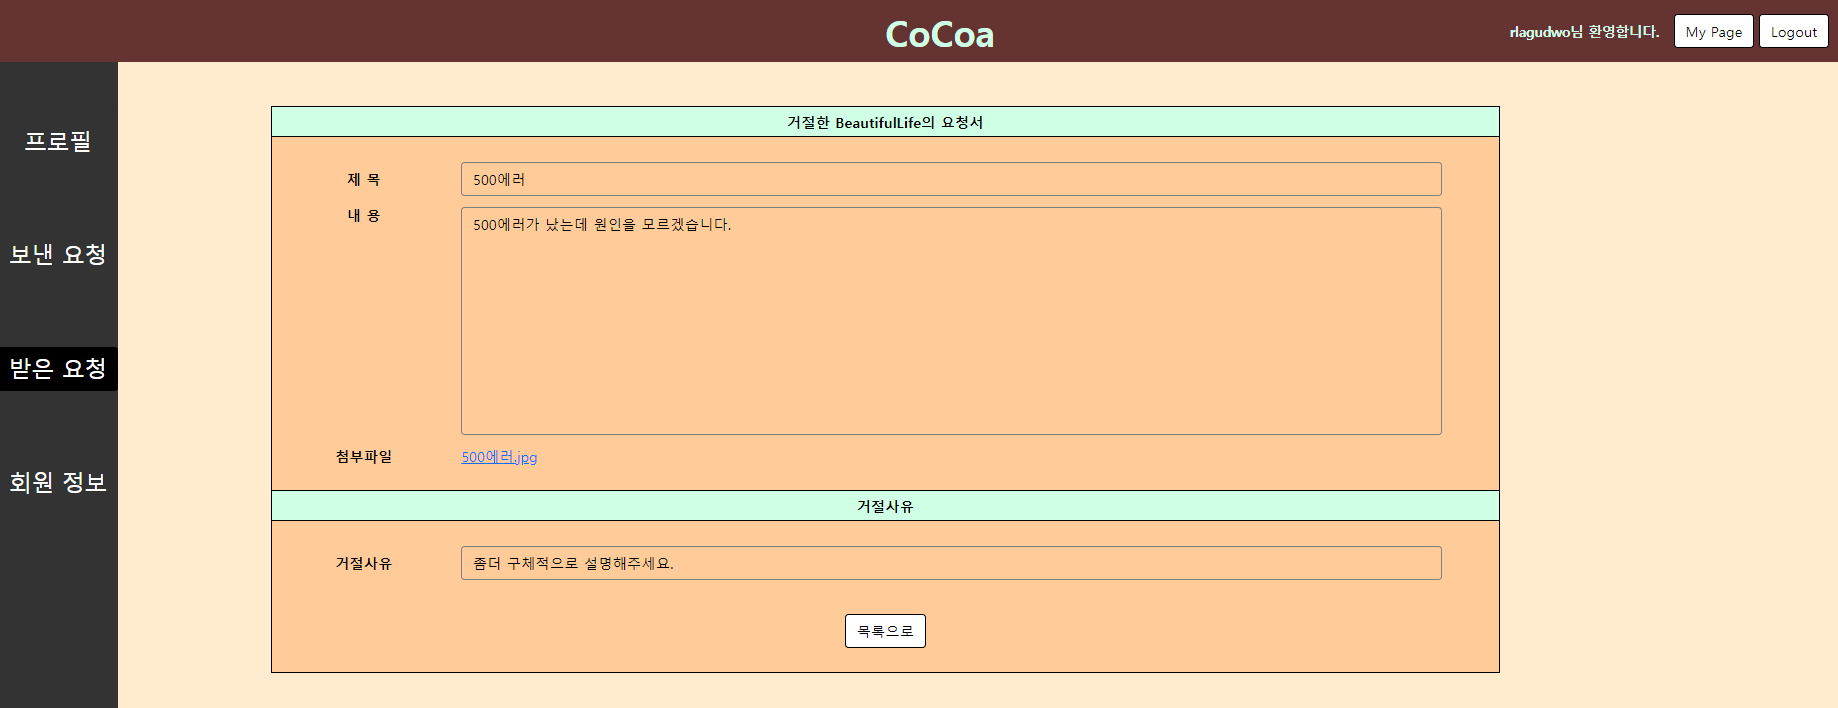 CoCoa
rlagudwo님 환영합니다.
My Page
Logout
프로필
보낸 요청
받은 요청
회원 정보
거절한 BeautifulLife의 요청서
제 목
500에러
내 용
500에러가 났는데 원인을 모르겠습니다.
첨부파일
500에러.jpg
거절사유
거절사유
좀더 구체적으로 설명해주세요.
목록으로